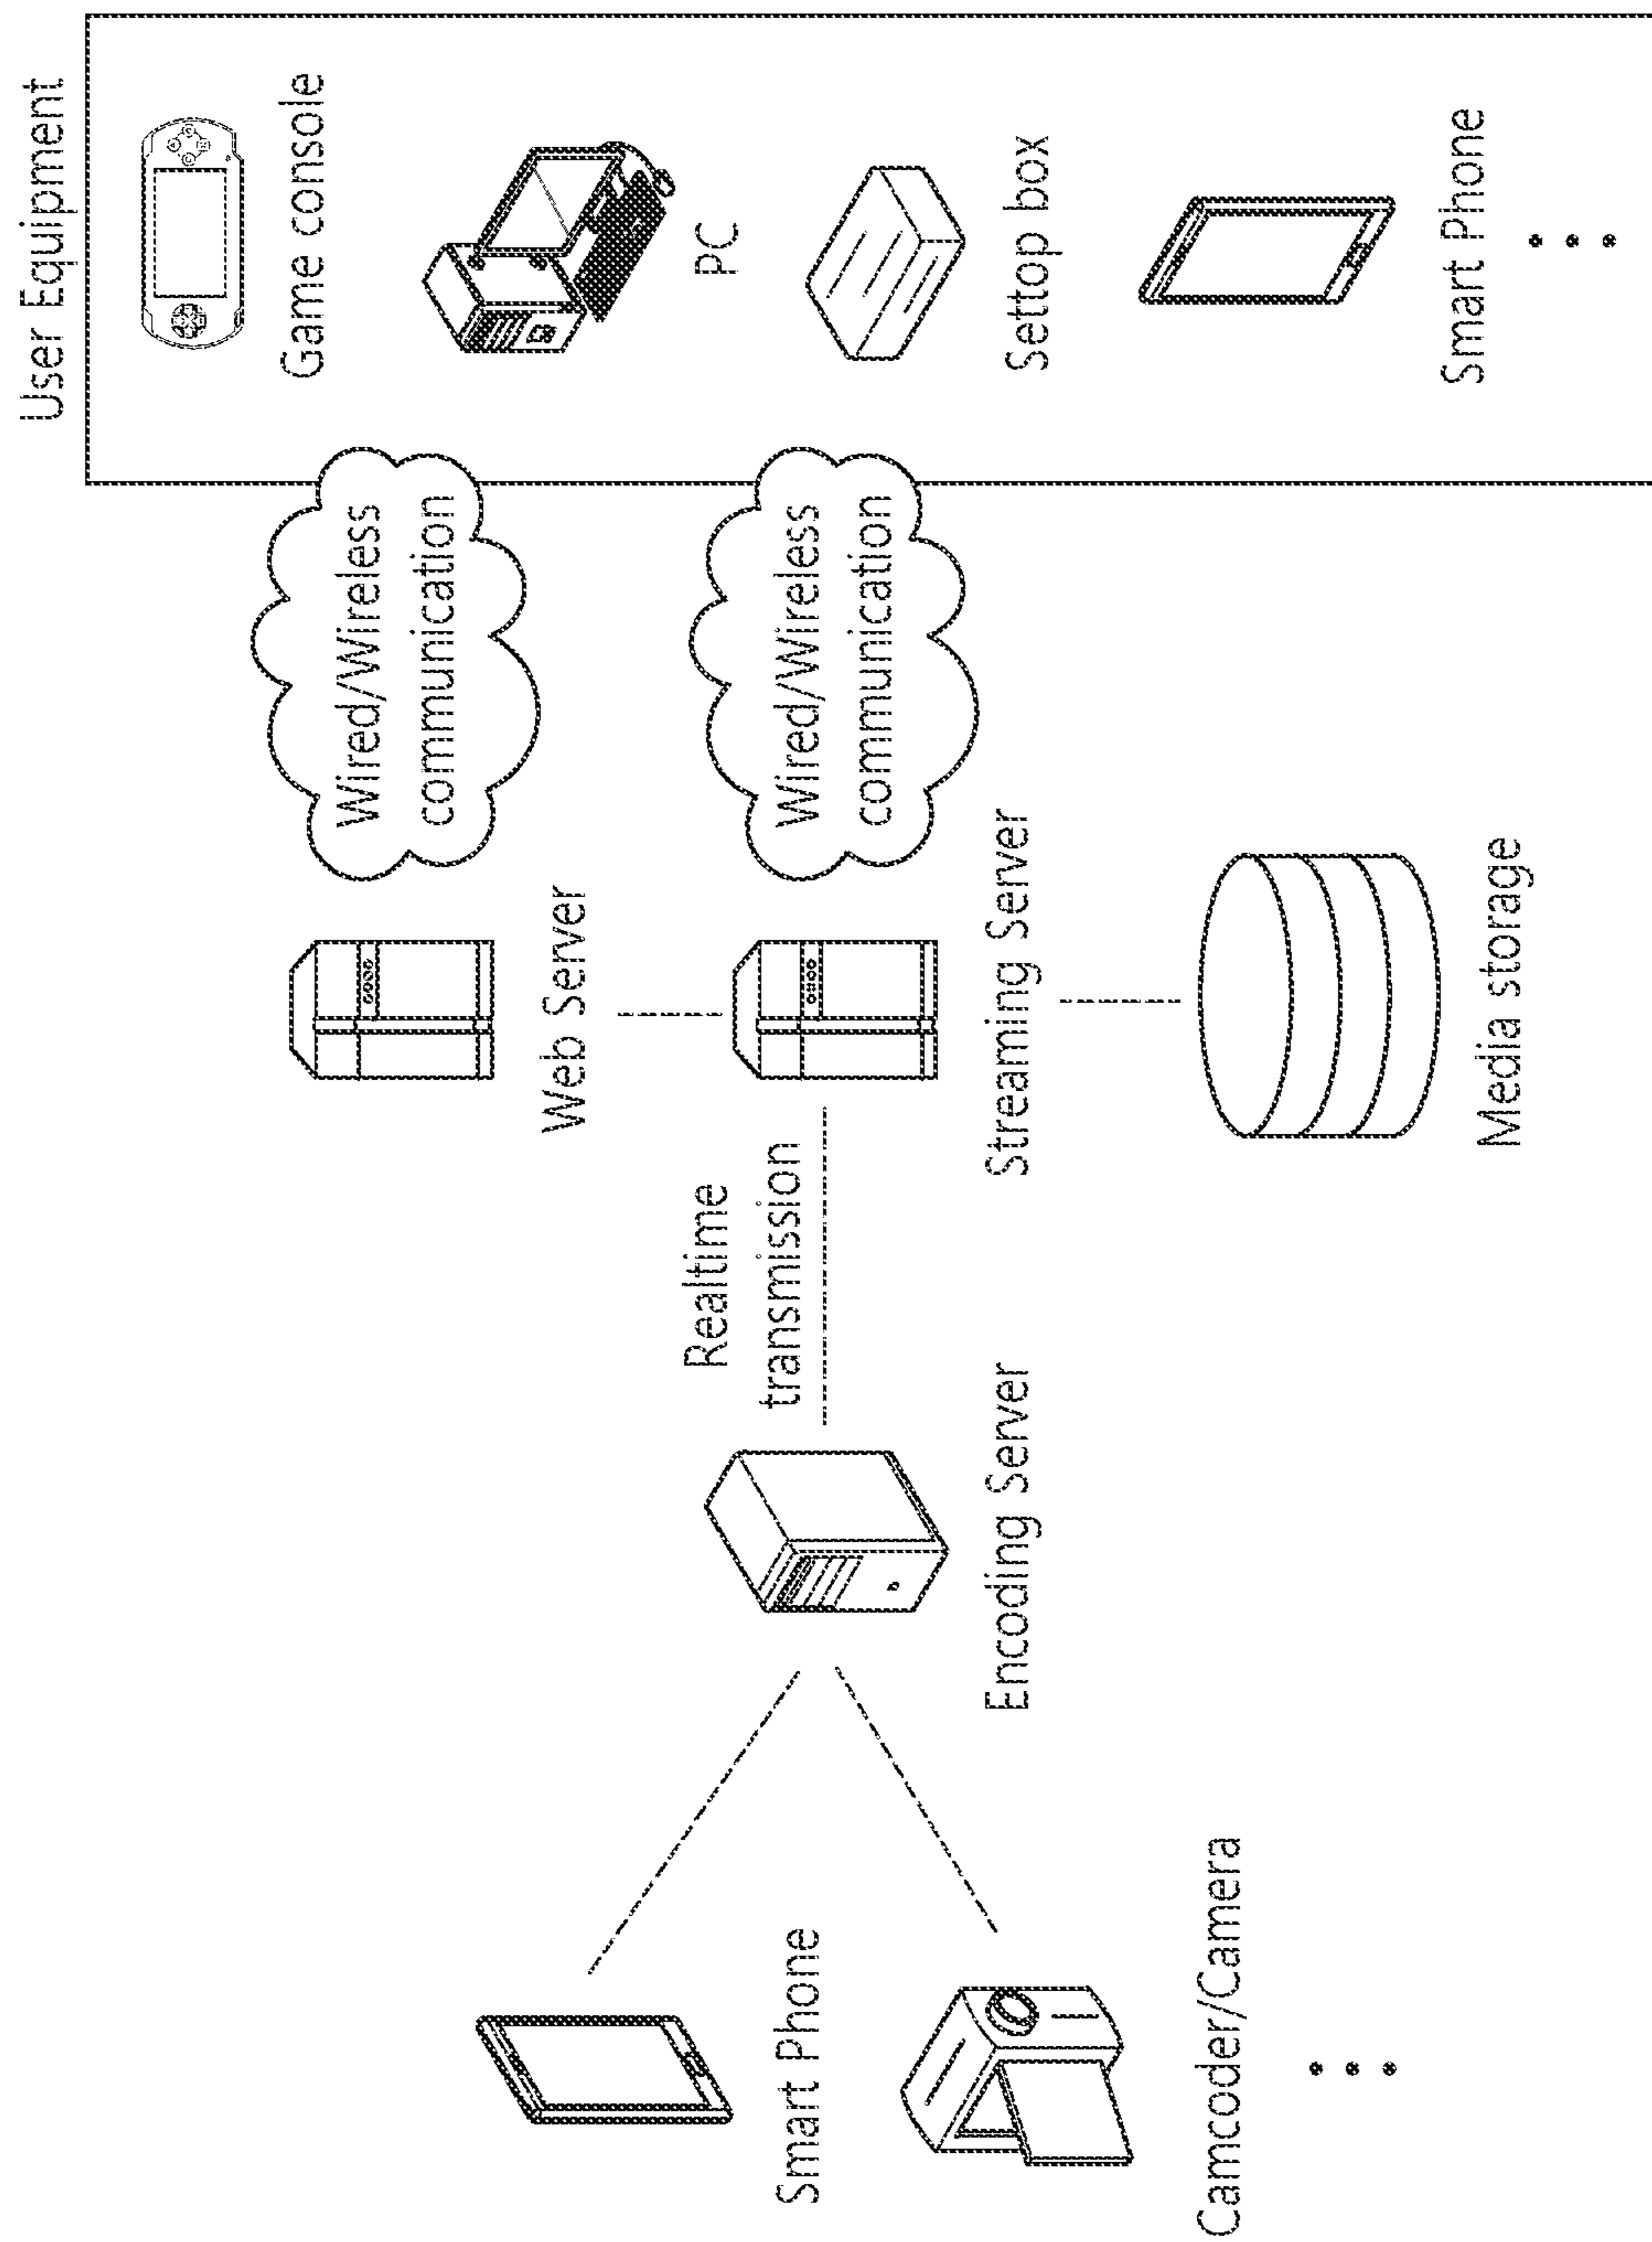 User Equipment
Game console
PC
Settop box
Smart Phone
Wired/Wireless
communication
Wired/Wireless
communication
Web Server
Streaming Server
Media storage
Realtime
transmission
Encoding Server
Smart Phone
Camcoder/Camera